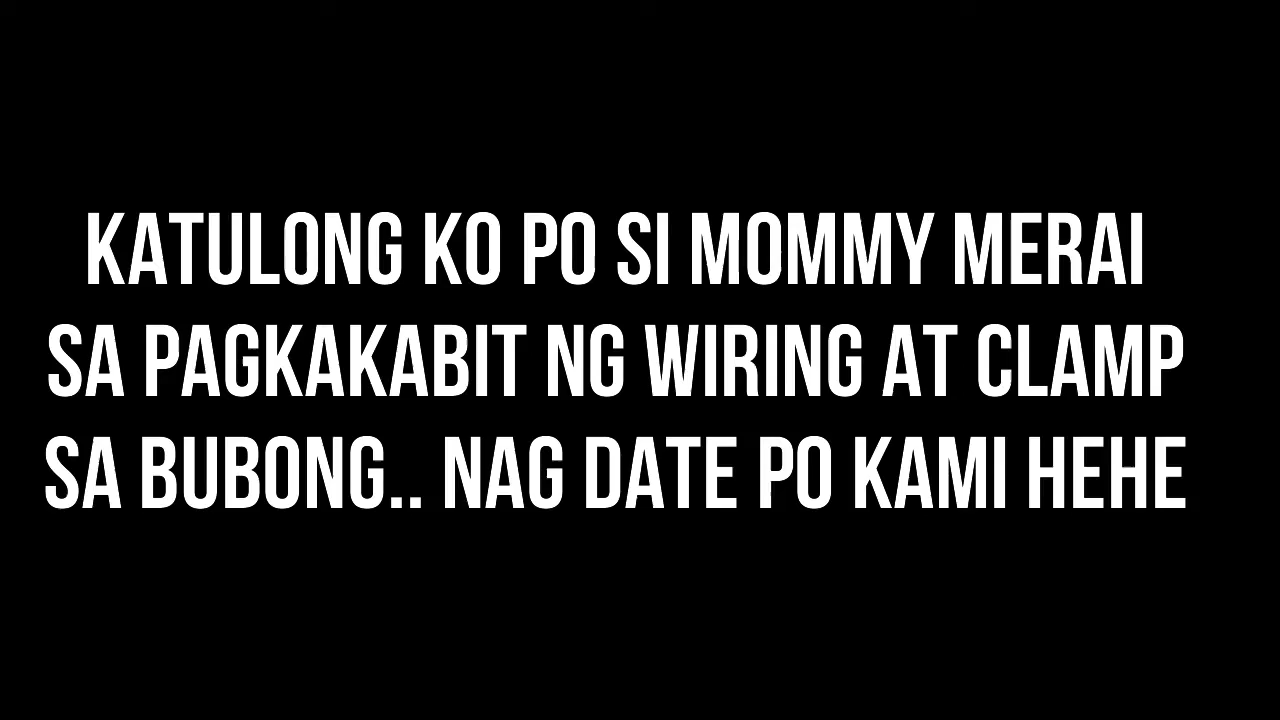 KATULONG KO PO SI MOMMY MERAI
SA PAGKAKABIT NG WIRING AT CLAMP
SA BUBONG.. NAG DATE PO KAMI HEHE